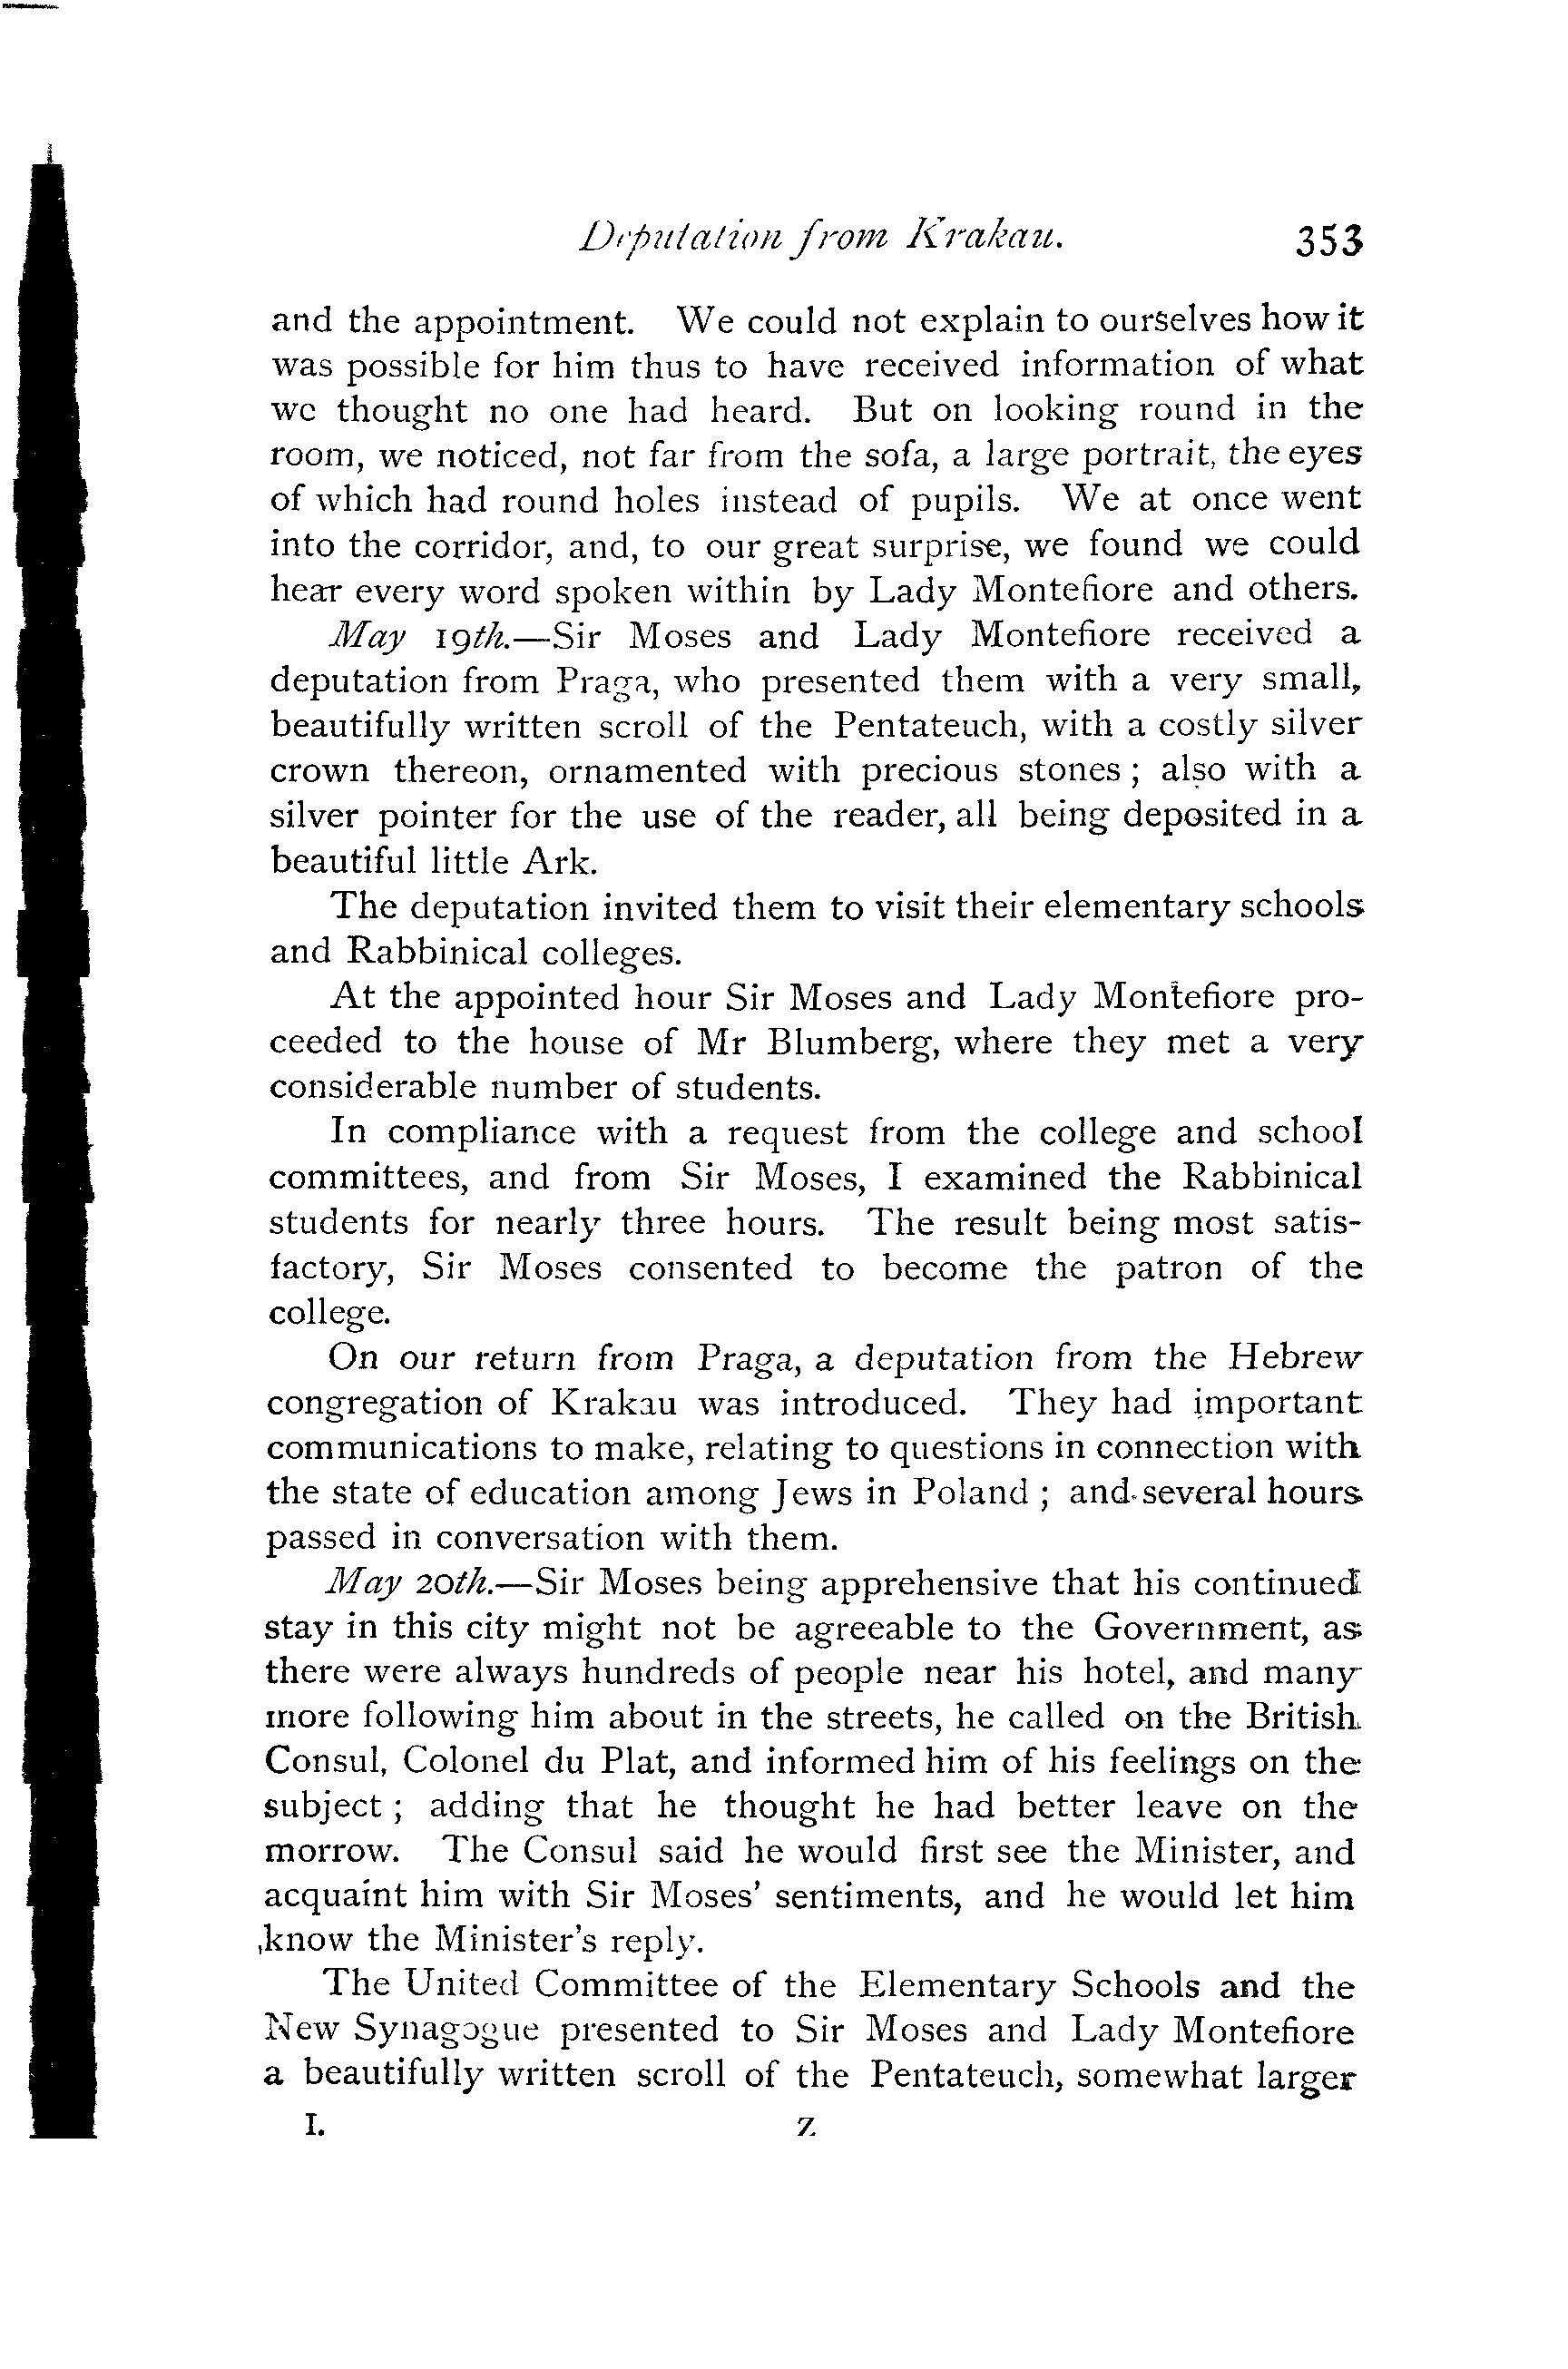 Deputation from Krakau. 353
and the appointment. We could not explain to ourselves how it
was possible for him thus to have received information of what
we thought no one had heard. But on looking round in the
room, we noticed, not far from the sofa, a large portrait, the eyes
of which had round holes instead of pupils. We at once went
into the corridor, and, to our great surprise, we found we could
hear every word spoken within by Lady Montefiore and others.
May 19th.—Sir Moses and Lady Montefiore received a
deputation from Praga, who presented them with a very small,
beautifully written scroll of the Pentateuch, with a costly silver
crown thereon, ornamented with precious stones; also with a
silver pointer for the use of the reader, all being deposited in a
beautiful little Ark.
The deputation invited them to visit their elementary schools
and Rabbinical colleges.
At the appointed hour Sir Moses and Lady Montefiore pro-
ceeded to the house of Mr Blumberg, where they met a very
considerable number of students.
In compliance with a request from the college and school
committees, and from Sir Moses, I examined the Rabbinical
students for nearly three hours. The result being most satis-
factory, Sir Moses consented to become the patron of the
college.
On our return from Praga, a deputation from the Hebrew
congregation of Krakau was introduced. They had important
communications to make, relating to questions in connection with
the state of education among Jews in Poland; and several hours
passed in conversation with them.
May 20th.—Sir Moses being apprehensive that his continued
stay in this city might not be agreeable to the Government, as
there were always hundreds of people near his hotel, and many
more following him about in the streets, he called on the British
Consul, Colonel du Plat, and informed him of his feelings on the
subject; adding that he thought he had better leave on the
morrow. The Consul said he would first see the Minister, and
acquaint him with Sir Moses' sentiments, and he would let him
know the Minister's reply.
The United Committee of the Elementary Schools and the
New Synagogue presented to Sir Moses and Lady Montefiore
a beautifully written scroll of the Pentateuch, somewhat larger
I. Z